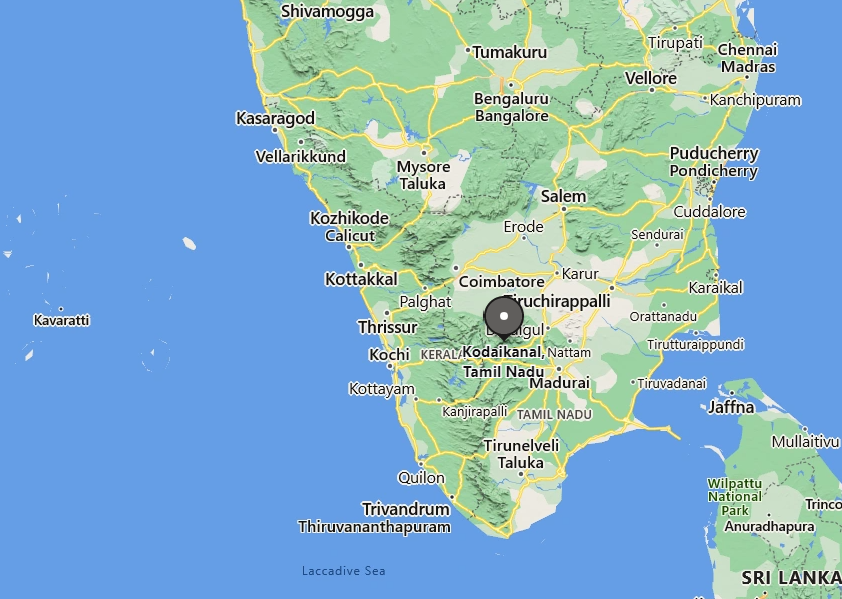 Shivamogga
Tumakuru
Tirupati
Chennai
Madras
Vellore
Kanchipuram
Bengaluru
Bangalore
Kasaragod
Vellarikkund
Mysore
Taluka
Puducherry
Pondicherry
Salem
Cuddalore
Kozhikode
Calicut
Erode
Sendurai
Kottakkal
Coimbatore
Karur
Karaikal
Palghat
Tiruchirappalli
Orattanadu
Kavaratti
Thrissur
Tirutturaippundi
Kochi
KERALA
Kodaikanal,
Tamil Nadu
Nattam
Madurai
Tiruvadanai
Kottayam
Kanjirapalli
TAMIL NADU
Jaffna
Mullaitivu
Tirunelveli
Taluka
Quilon
Wilpattu
National
Park
Trinco
Trivandrum
Thiruvananthapuram
Anuradhapura
Laccadive Sea
SRI LANKA